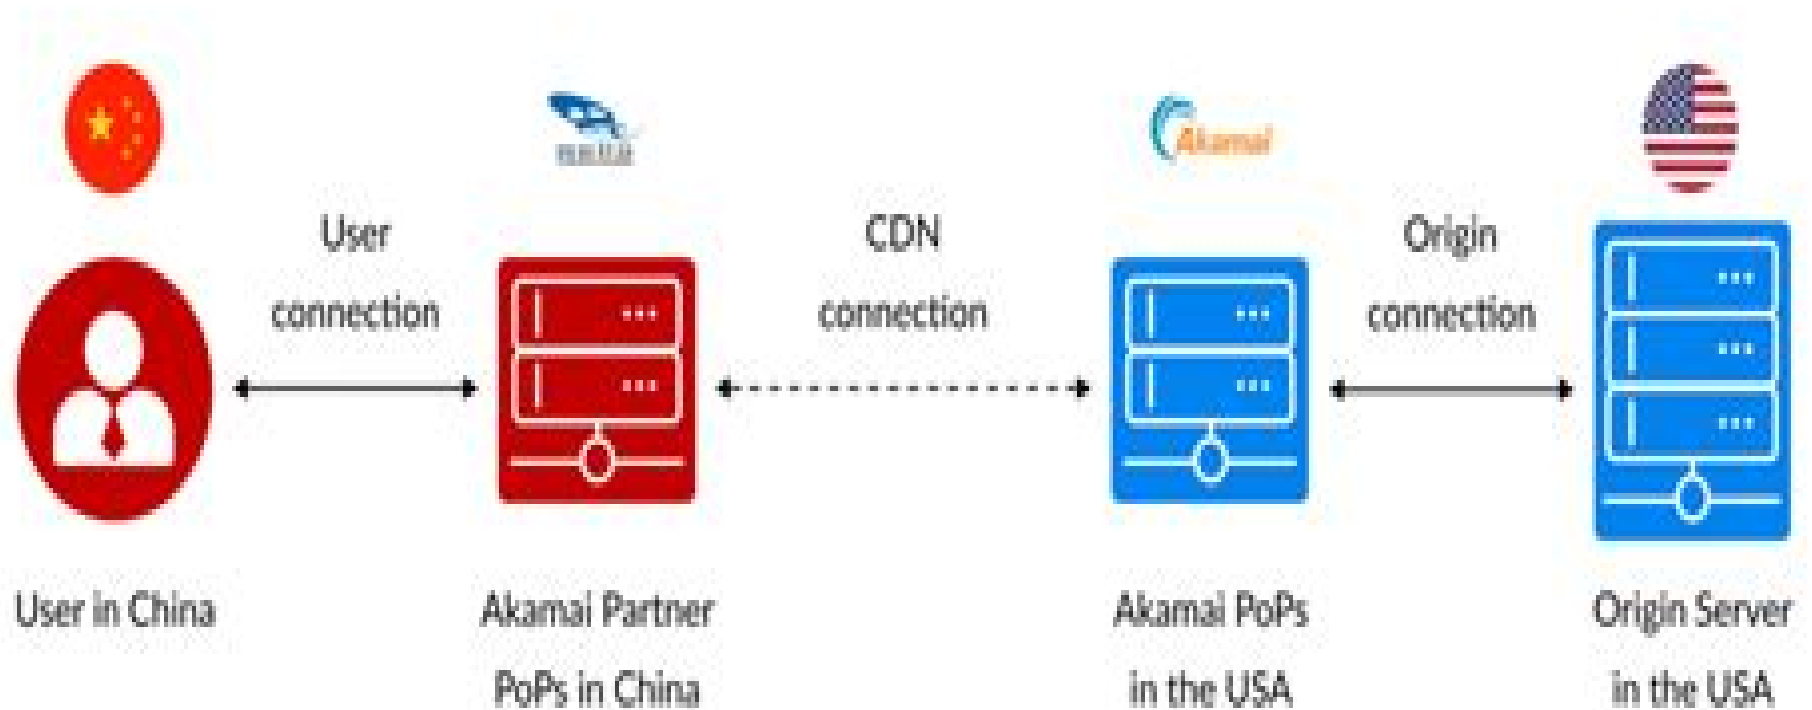 Akamai
User
connection
CDN
connection
Origin
connection
User in China
Akamai Partner
PoPs in China
Akamai PoPs
in the USA
Origin Server
in the USA